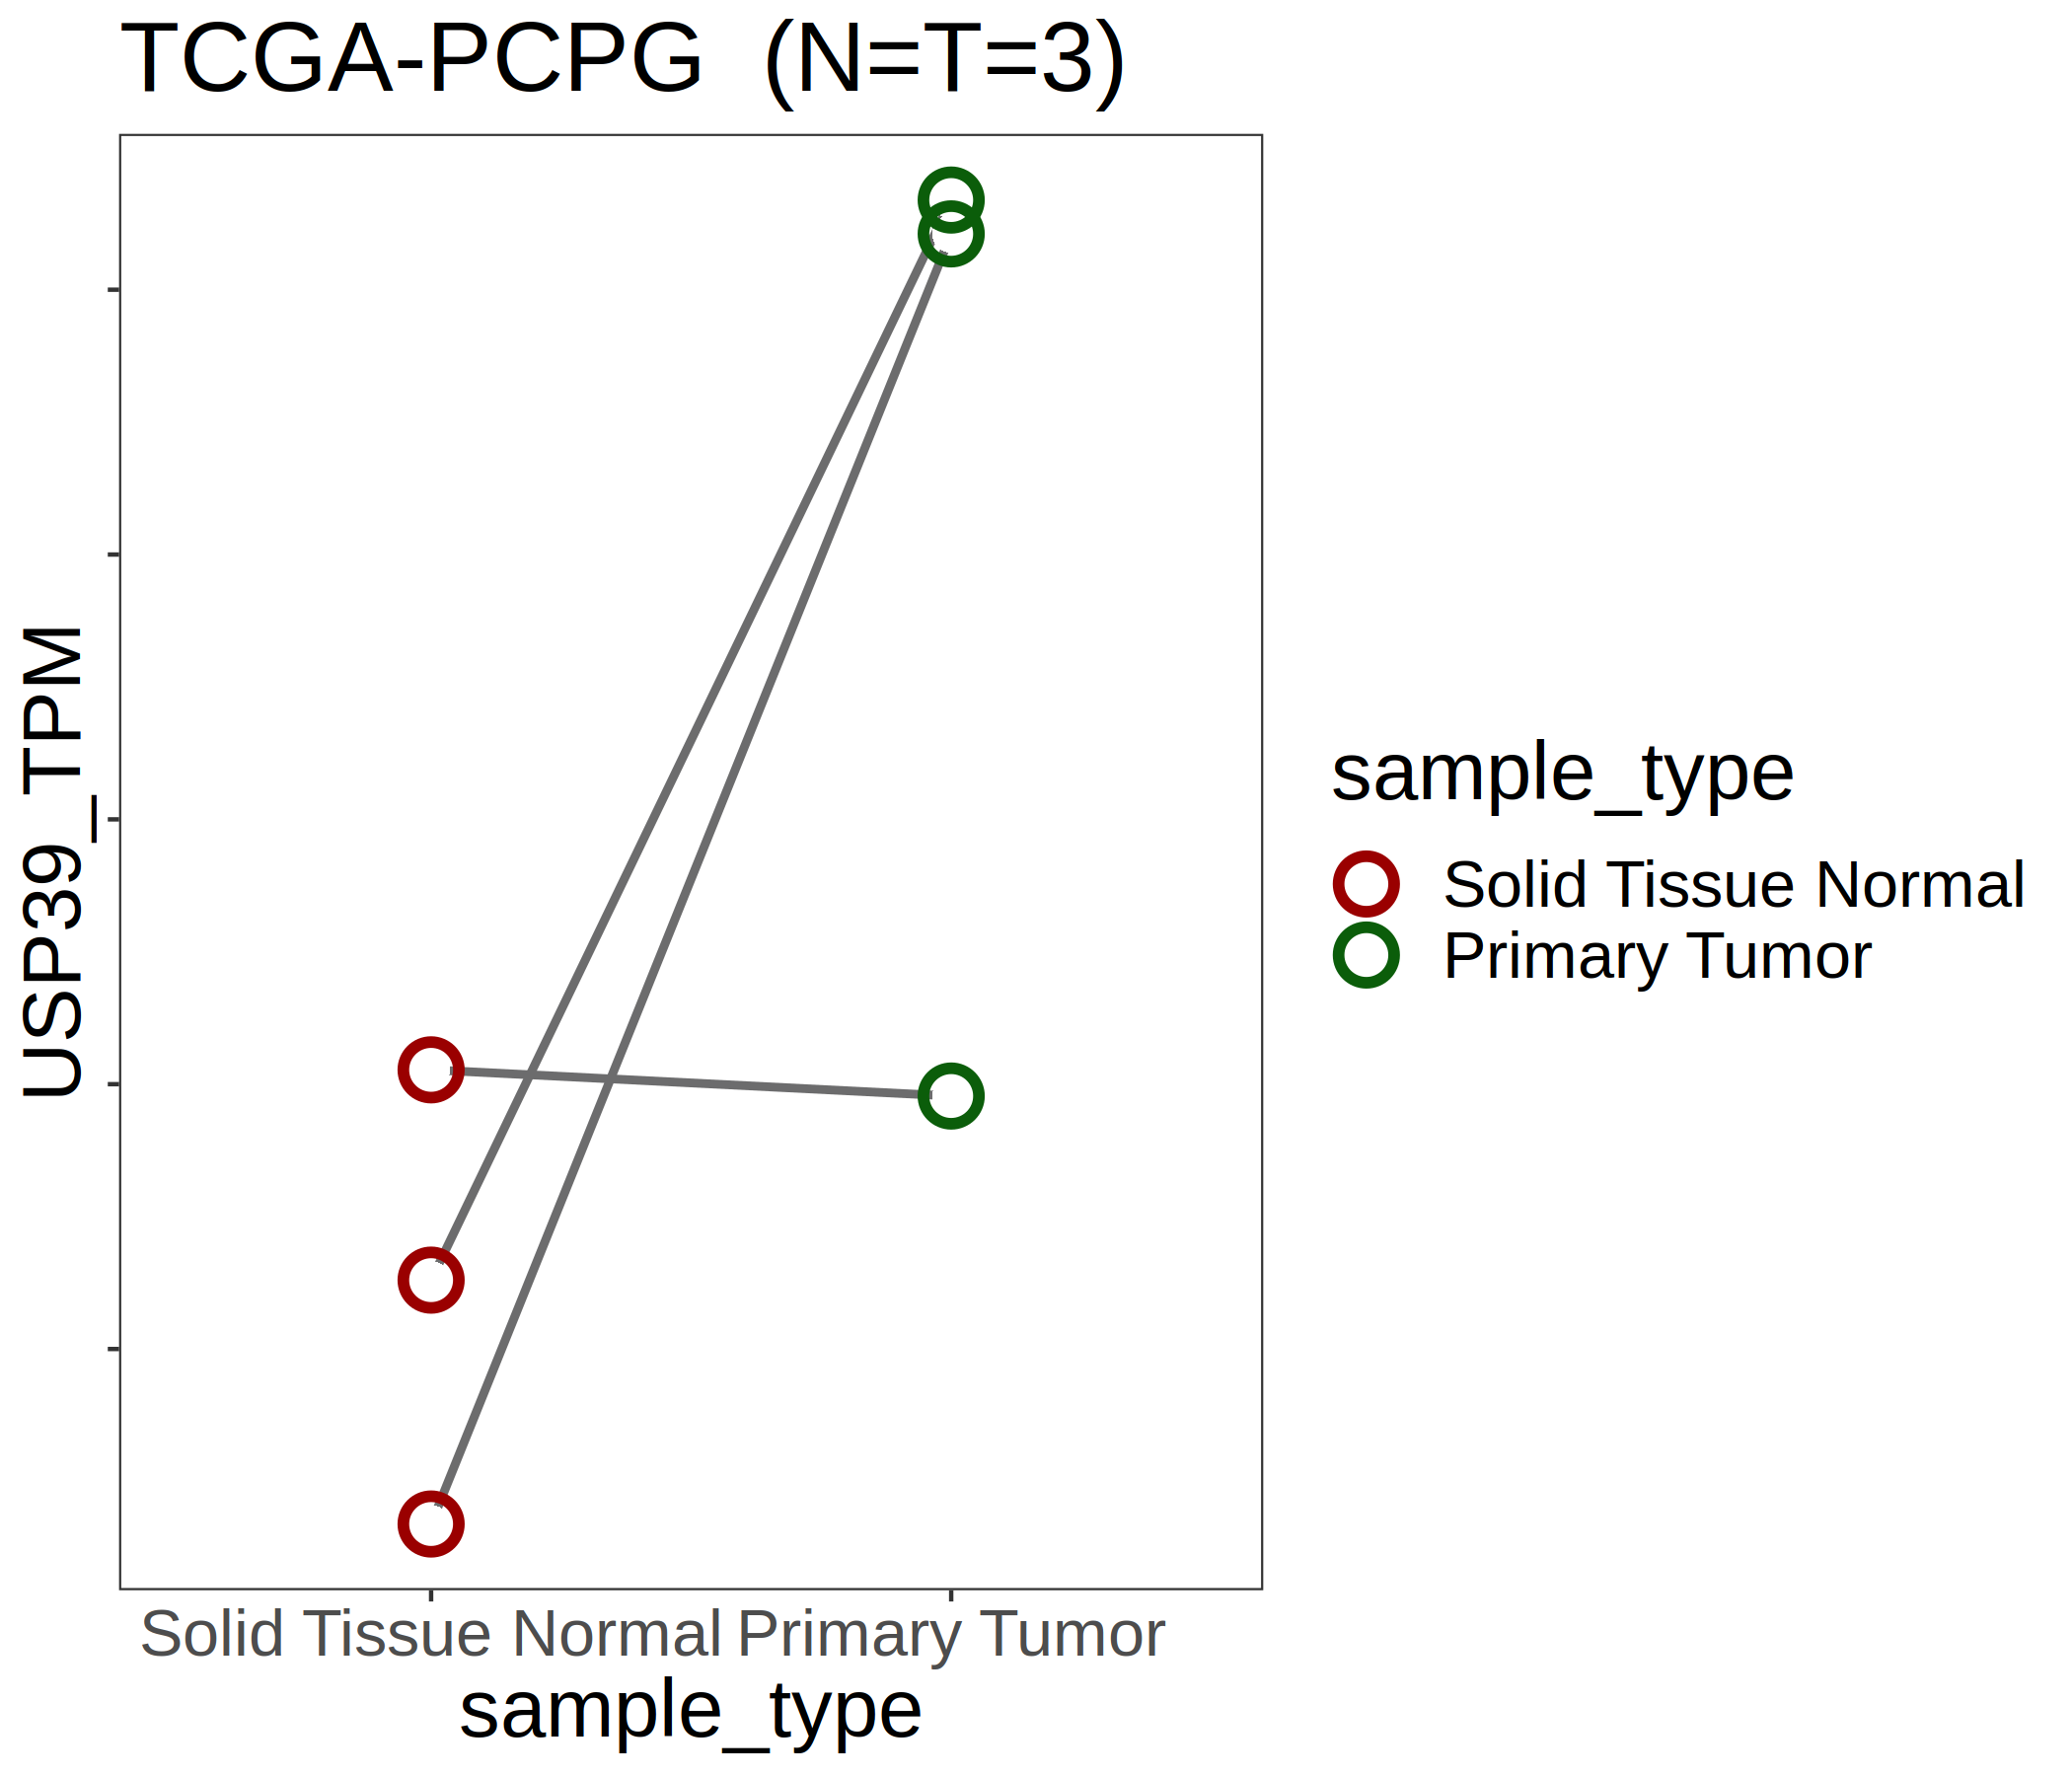 TCGA-PCPG  (N=T=3)
USP39_TPM
sample_type
Solid Tissue Normal
Primary Tumor
Solid Tissue Normal Primary Tumor
sample_type